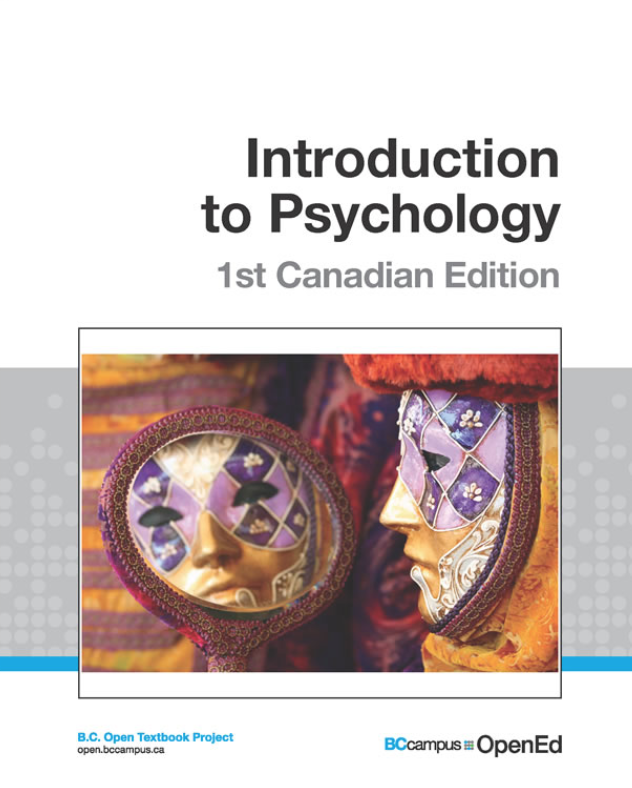 Introduction
to Psychology
1st Canadian Edition
B.C. Open Textbook Project
open.bccampus.ca
BCcampus OpenEd